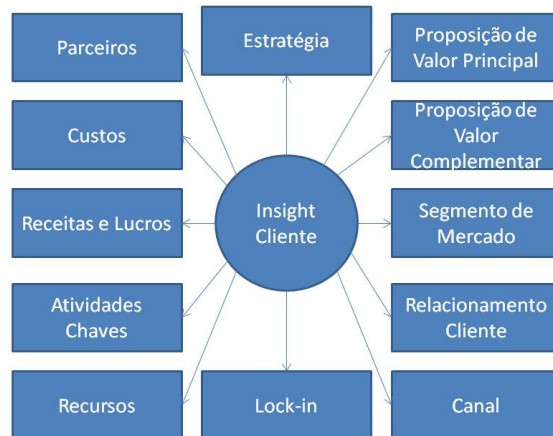 Parceiros
Estratégia
Proposição de
Valor Principal
Custos
Proposição de
Valor
Complementar
Receitas e Lucros
Insight
Cliente
Segmento de
Mercado
Atividades
Chaves
Relacionamento
Cliente
Recursos
Lock-in
Canal